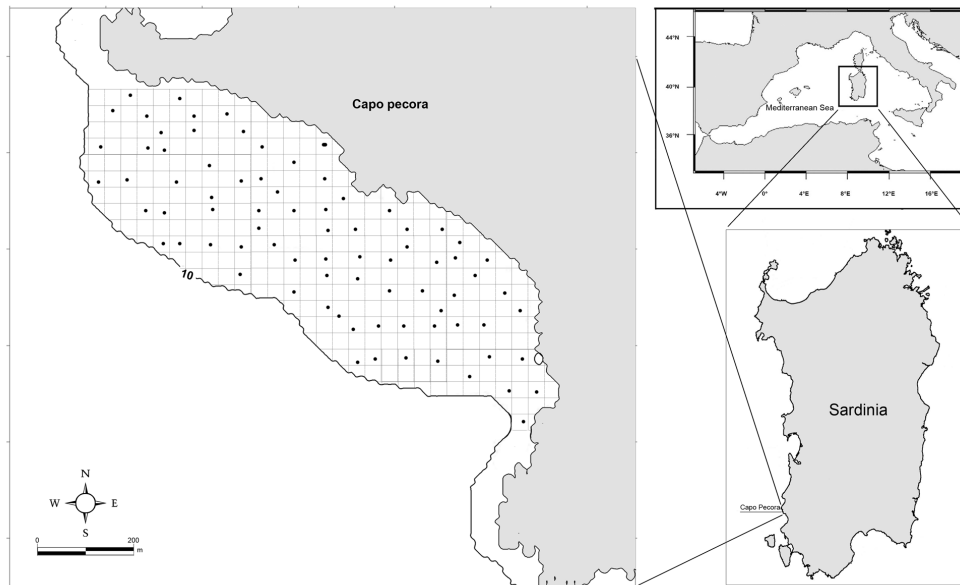 Capo pecora
10
N
W E
S
0 200
m
44°N
40°N
36°N
Mediterranean Sea
4°W 0° 4°E 8°E 12°E 16°E
Sardinia
Capo Pecora